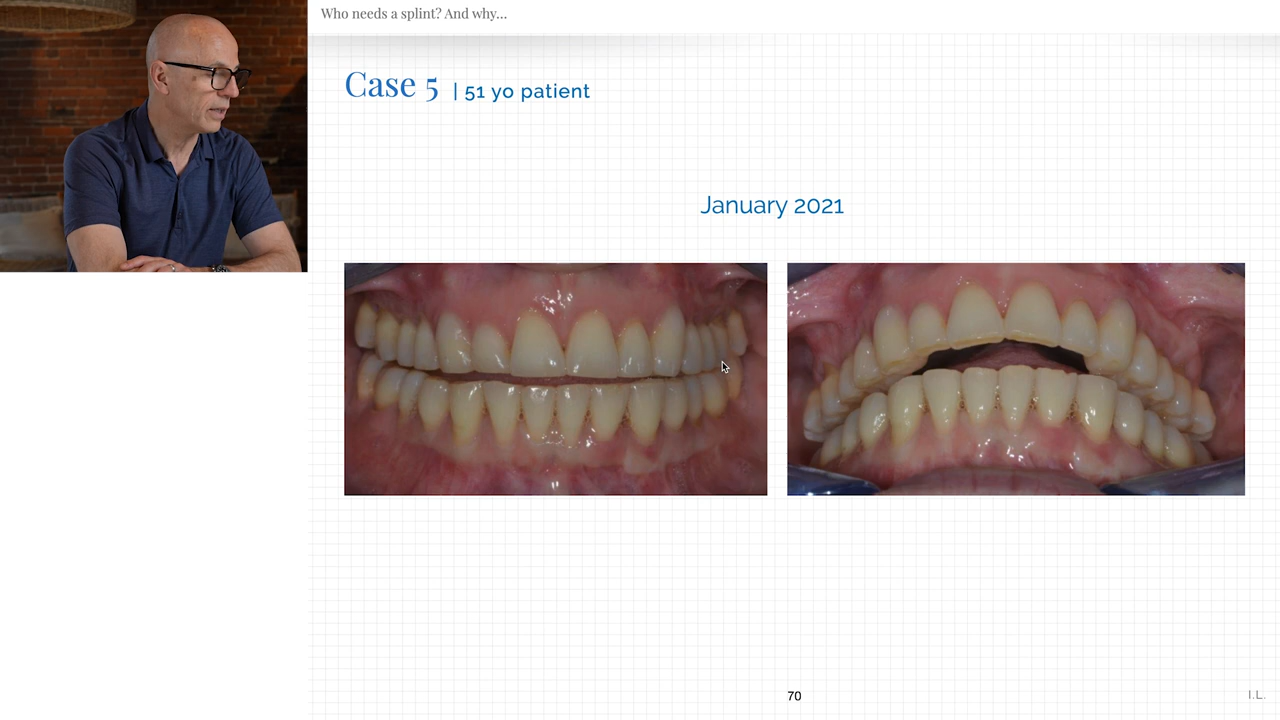 Who needs a splint? And why...
Case 5 | 51 yo patient
January 2021
70
I.L.